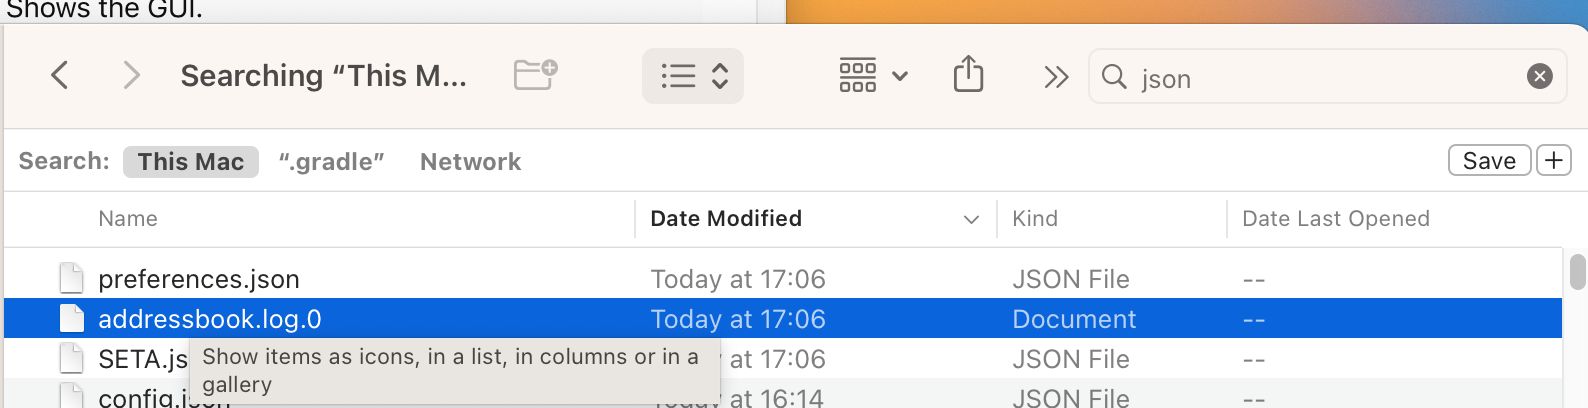 Shows the GUI.
Searching “This M...
json
Search: This Mac “.gradle” Network Save +
Name Date Modified Kind Date Last Opened
preferences.json Today at 17:06 JSON File --
addressbook.log.0 Today at 17:06 Document --
SETA.js at 17:06 JSON File --
Show items as icons, in a list, in columns or in a
gallery
config.json Today at 16:14 JSON File --